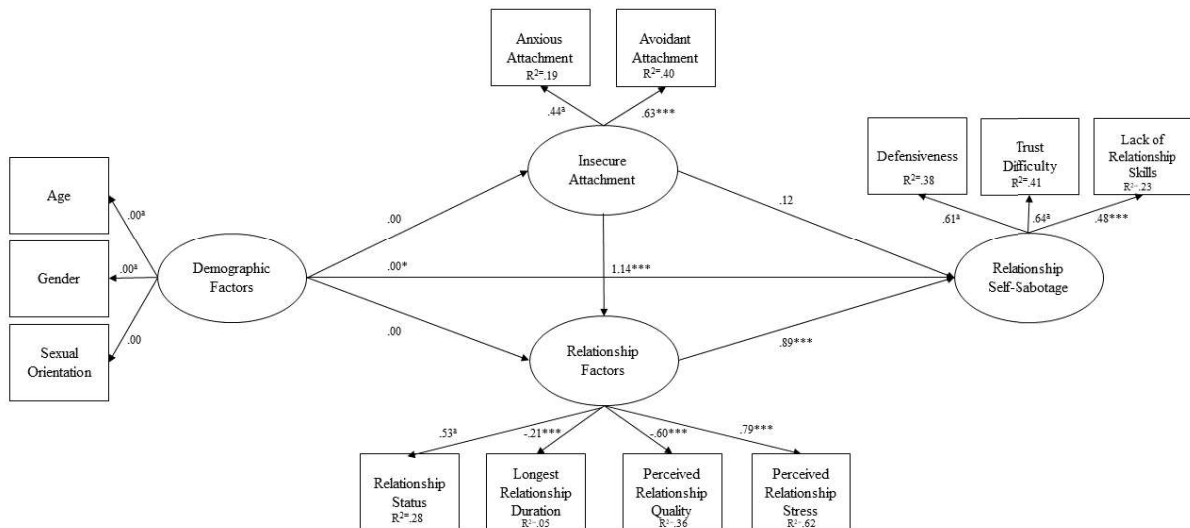 Anxious
Attachment
R²=.19
Avoidant
Attachment
R²=.40
.44ª
.63***
Insecure
Attachment
Defensiveness
R²=.38
Trust
Difficulty
R²=.41
Lack of
Relationship
Skills
R²=.23
.61ª
.64ª
.48***
Age
Gender
Sexual
Orientation
.00ª
.00ª
.00
Demographic
Factors
.00
.00*
.00
.12
1.14***
.89***
Relationship
Self-Sabotage
Relationship
Factors
.53ª
-.21***
-.60***
.79***
Relationship
Status
R²=.28
Longest
Relationship
Duration
R²=.05
Perceived
Relationship
Quality
R²=.36
Perceived
Relationship
Stress
R²=.62